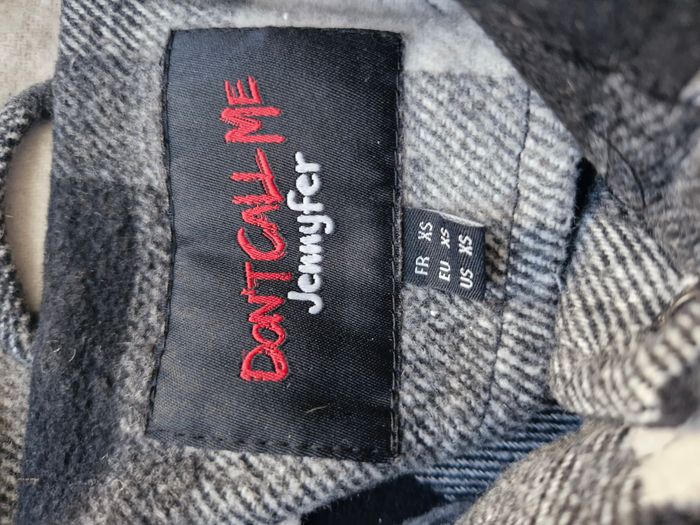 DON'T CALL ME
Jennyfer
FR XS
EU XS
US XS